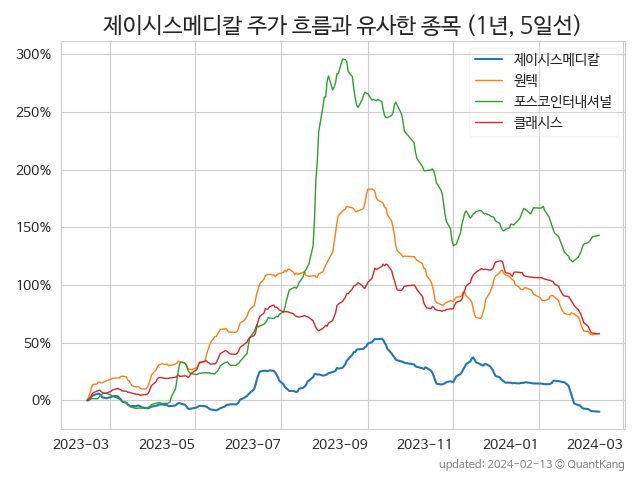 제이시스메디칼 주가 흐름과 유사한 종목 (1년, 5일선)
300%
250%
200%
150%
100%
50%
0%
제이시스메디칼
원텍
포스코인터내셔널
클래시스
2023-03 2023-05 2023-07 2023-09 2023-11 2024-01 2024-03
updated: 2024-02-13 © QuantKang